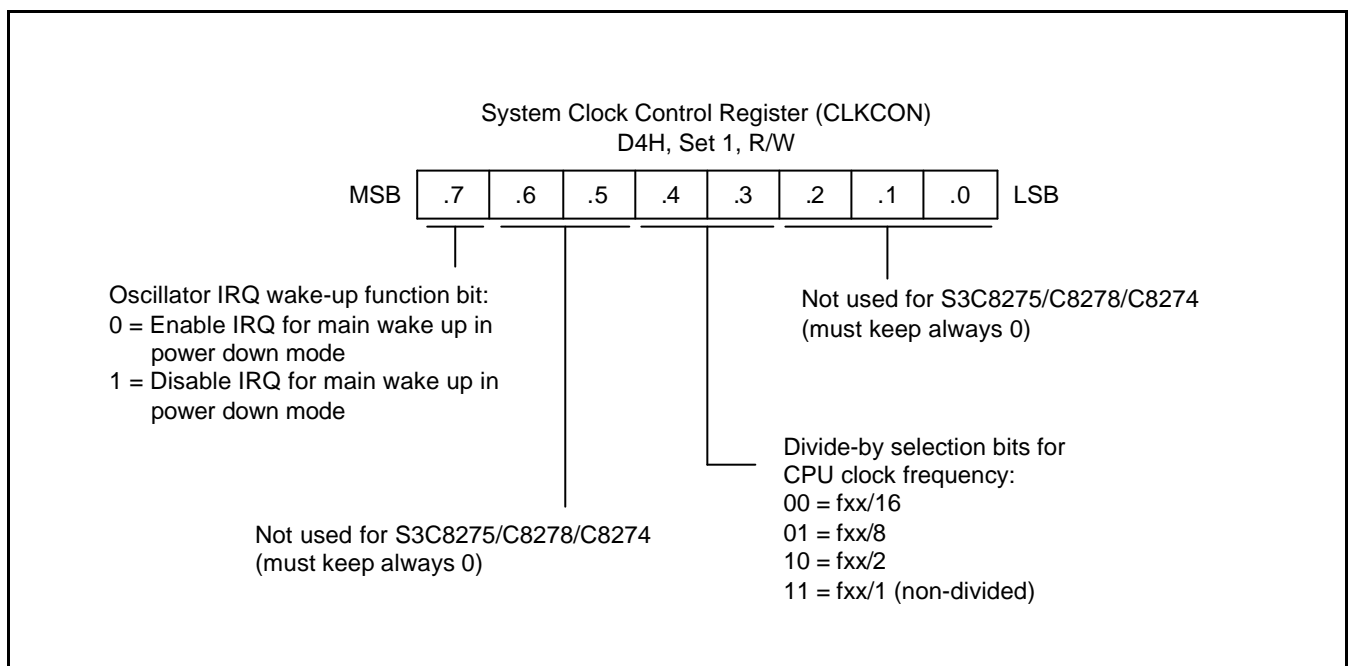 System Clock Control Register (CLKCON)
D4H, Set 1, R/W
MSB .7 .6 .5 .4 .3 .2 .1 .0 LSB
Oscillator IRQ wake-up function bit:
0 = Enable IRQ for main wake up in
power down mode
1 = Disable IRQ for main wake up in
power down mode
Not used for S3C8275/C8278/C8274
(must keep always 0)
Divide-by selection bits for
CPU clock frequency:
00 = fxx/16
01 = fxx/8
10 = fxx/2
11 = fxx/1 (non-divided)
Not used for S3C8275/C8278/C8274
(must keep always 0)